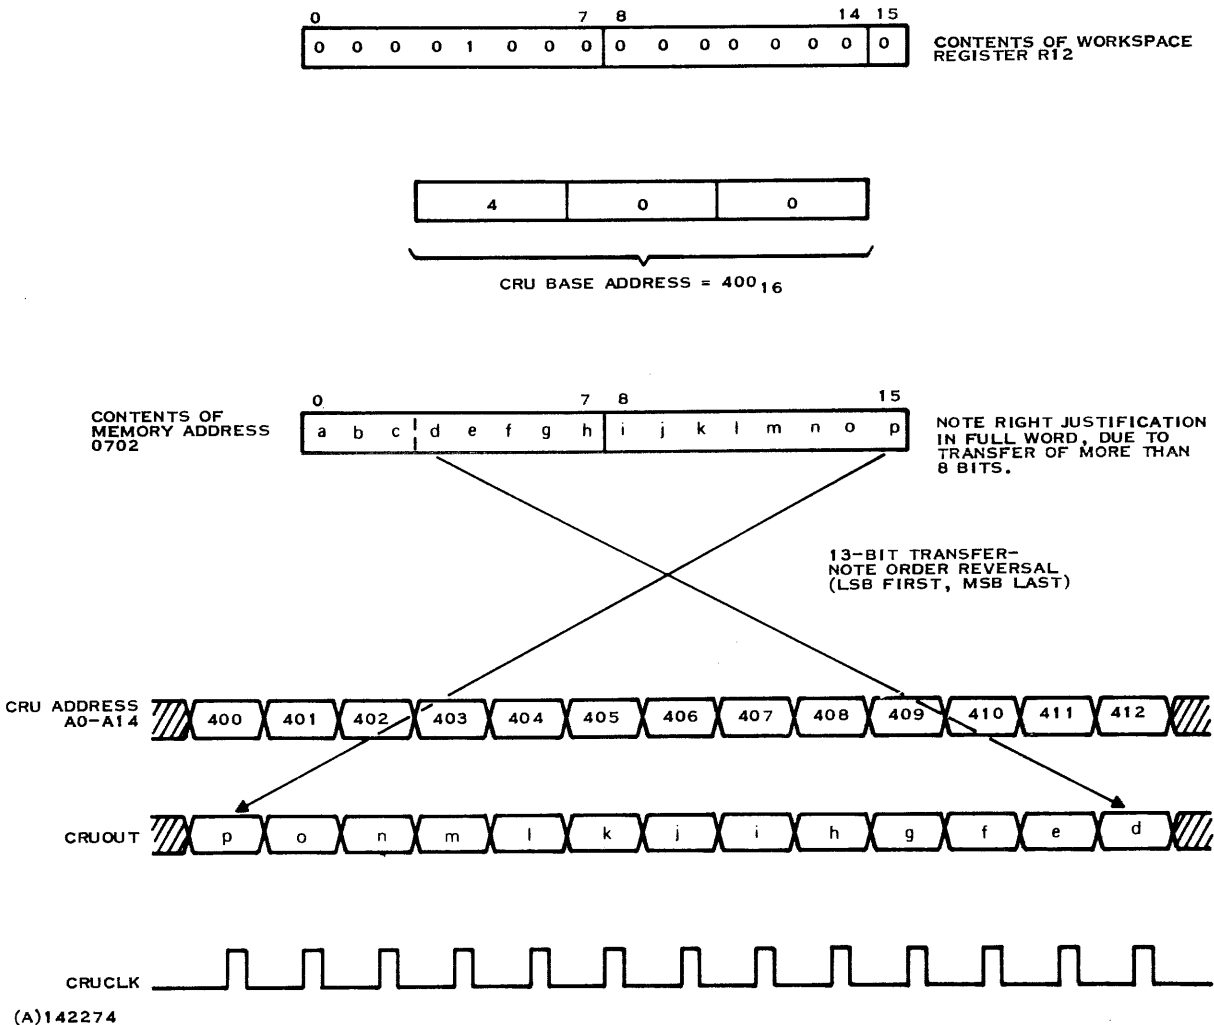 0 7 8 14 15
0 0 0 0 1 0 0 0 0 0 0 0 0 0 0 0
CONTENTS OF WORKSPACE
REGISTER R12
4 0 0
CRU BASE ADDRESS = 400₁₆
0 7 8 15
CONTENTS OF
MEMORY ADDRESS
0702
a b c d e f g h i j k l m n o p
NOTE RIGHT JUSTIFICATION
IN FULL WORD, DUE TO
TRANSFER OF MORE THAN
8 BITS.
13-BIT TRANSFER-
NOTE ORDER REVERSAL
(LSB FIRST, MSB LAST)
CRU ADDRESS
A0-A14
400 401 402 403 404 405 406 407 408 409 410 411 412
CRUOUT
p o n m l k j i h g f e d
CRUCLK
(A)142274